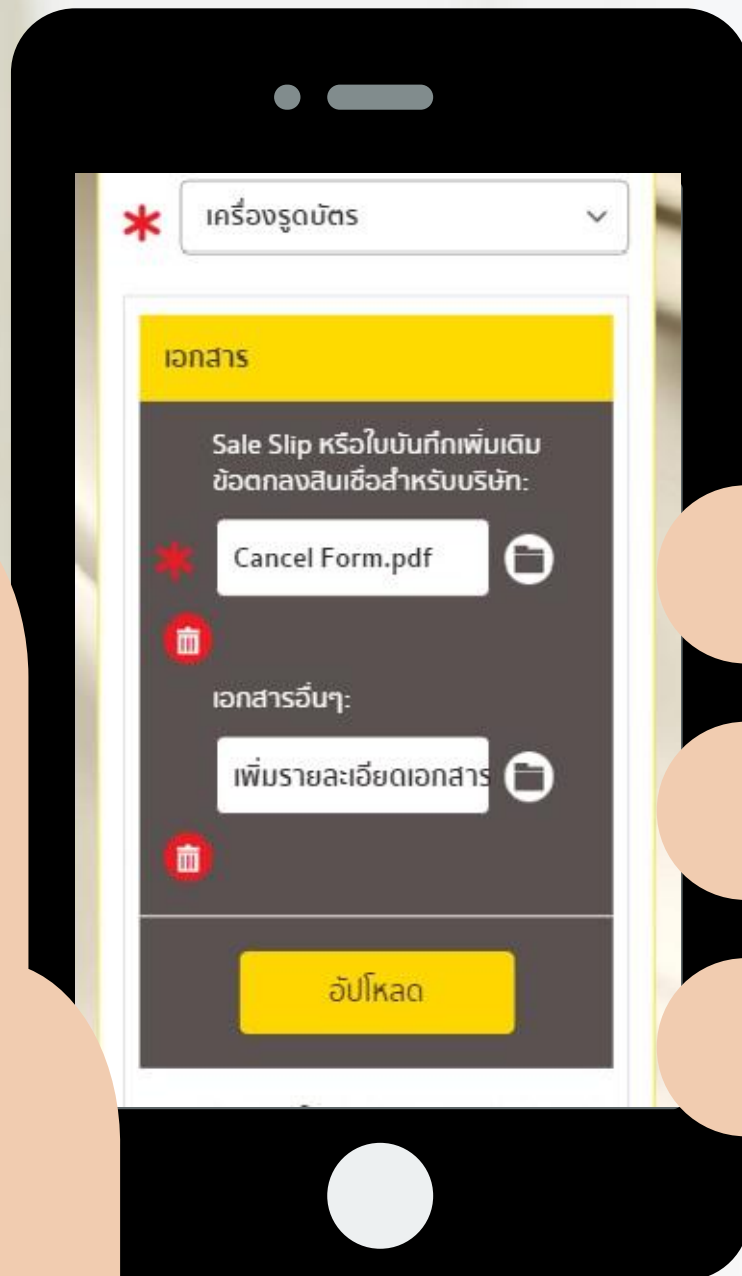 เครื่องรูดบัตร
เอกสาร
Sale Slip หรือใบบันทึกเพิ่มเติม
ข้อตกลงสินเชื่อสำหรับบริษัท:
Cancel Form.pdf
เอกสารอื่นๆ:
เพิ่มรายละเอียดเอกสาร
อัปโหลด